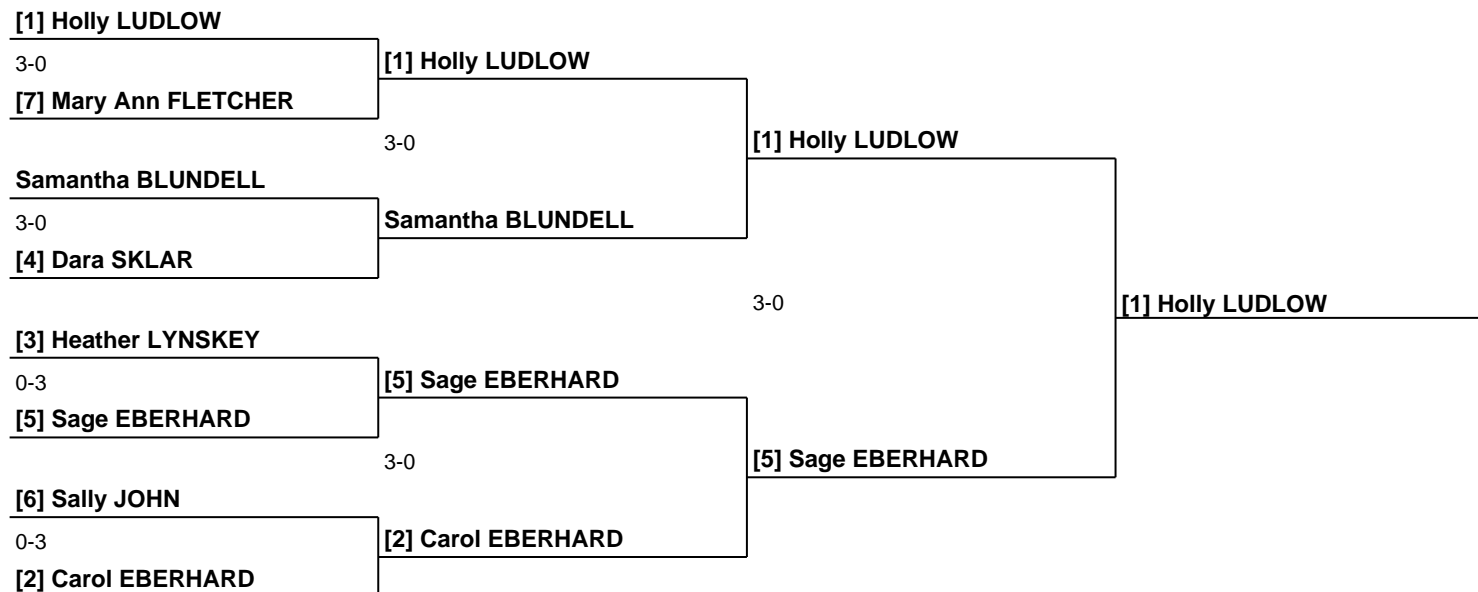 [1] Holly LUDLOW
3-0
[7] Mary Ann FLETCHER
Samantha BLUNDELL
3-0
[4] Dara SKLAR
[3] Heather LYNSKEY
0-3
[5] Sage EBERHARD
[6] Sally JOHN
0-3
[2] Carol EBERHARD
[1] Holly LUDLOW
3-0
Samantha BLUNDELL
[5] Sage EBERHARD
3-0
[2] Carol EBERHARD
[1] Holly LUDLOW
3-0
[5] Sage EBERHARD
[1] Holly LUDLOW